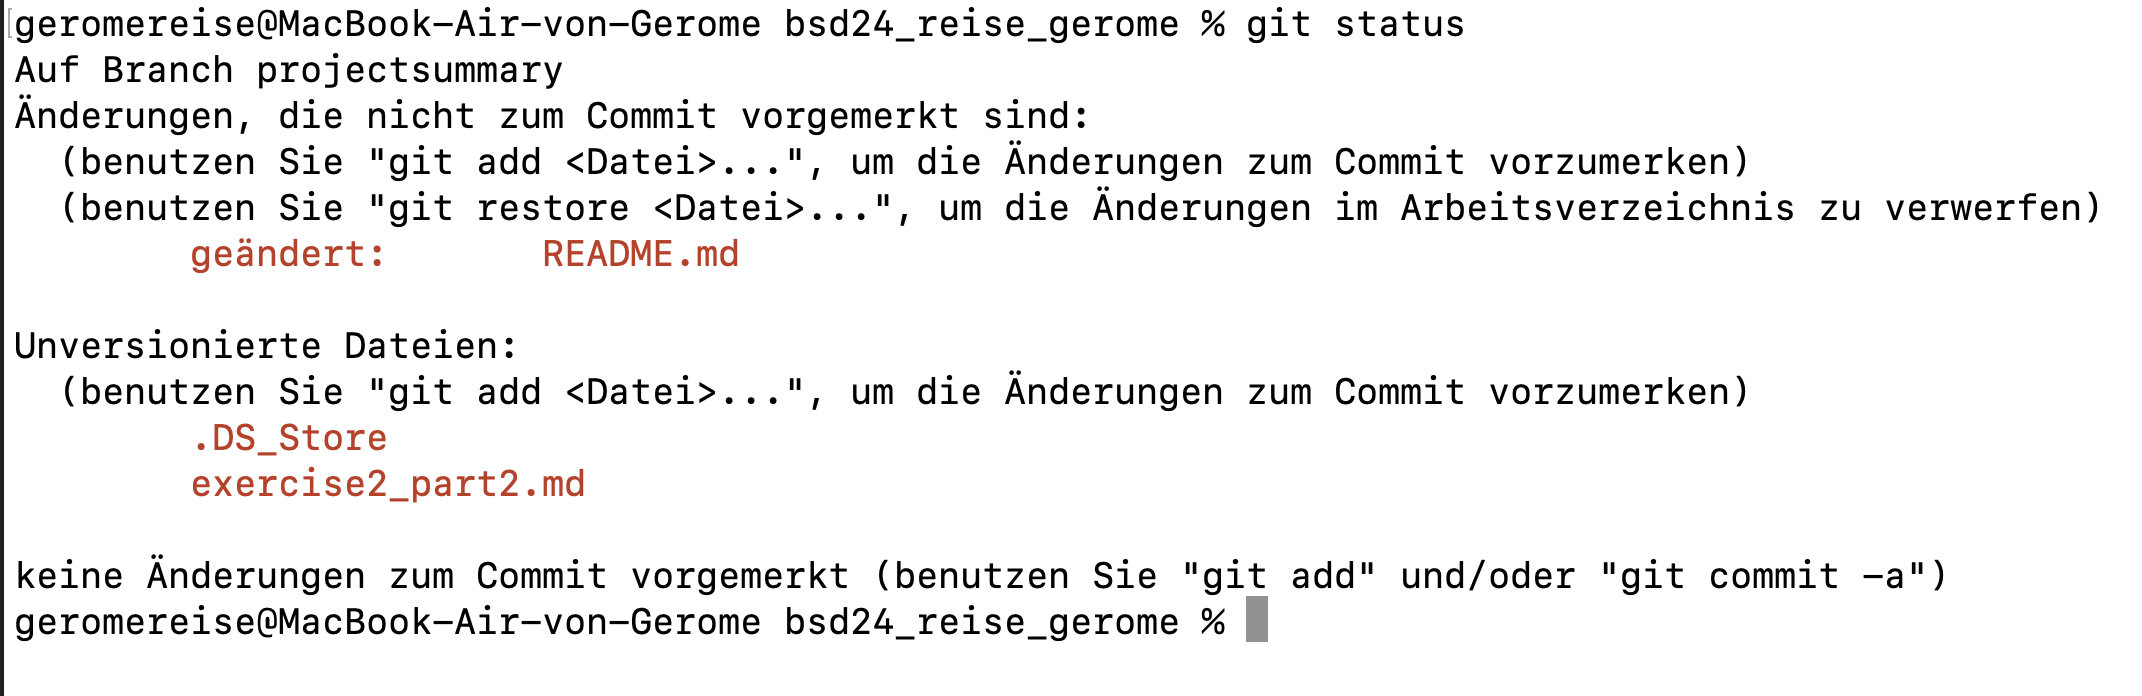 geromereise@MacBook-Air-von-Gerome bsd24_reise_gerome % git status
Auf Branch projectsummary
Änderungen, die nicht zum Commit vorgemerkt sind:
  (benutzen Sie "git add <Datei>...", um die Änderungen zum Commit vorzumerken)
  (benutzen Sie "git restore <Datei>...", um die Änderungen im Arbeitsverzeichnis zu verwerfen)
        geändert:       README.md

Unversionierte Dateien:
  (benutzen Sie "git add <Datei>...", um die Änderungen zum Commit vorzumerken)
        .DS_Store
        exercise2_part2.md

keine Änderungen zum Commit vorgemerkt (benutzen Sie "git add" und/oder "git commit -a")
geromereise@MacBook-Air-von-Gerome bsd24_reise_gerome %